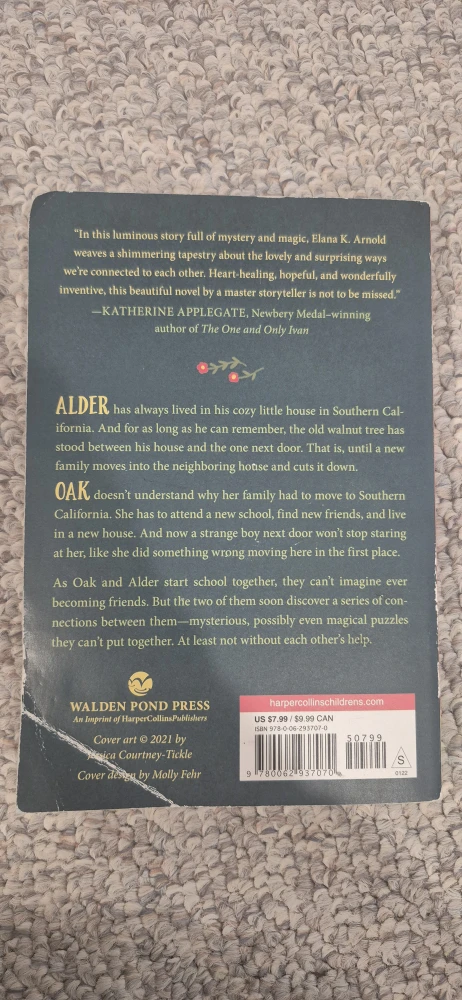 “In this luminous story full of mystery and magic, Elana K. Arnold
weaves a shimmering tapestry about the lovely and surprising ways
we’re connected to each other. Heart-healing, hopeful, and wonderfully
inventive, this beautiful novel by a master storyteller is not to be missed.”
—KATHERINE APPLEGATE, Newbery Medal–winning
author of The One and Only Ivan
ALDER has always lived in his cozy little house in Southern Cal-
ifornia. And for as long as he can remember, the old walnut tree has
stood between his house and the one next door. That is, until a new
family moves into the neighboring house and cuts it down.
OAK doesn’t understand why her family had to move to Southern
California. She has to attend a new school, find new friends, and live
in a new house. And now a strange boy next door won’t stop staring
at her, like she did something wrong moving here in the first place.
As Oak and Alder start school together, they can’t imagine ever
becoming friends. But the two of them soon discover a series of con-
nections between them—mysterious, possibly even magical puzzles
they can’t put together. At least not without each other’s help.
WALDEN POND PRESS
An Imprint of HarperCollinsPublishers
Cover art © 2021 by
Jessica Courtney-Tickle
Cover design by Molly Fehr
harpercollinschildrens.com
US $7.99 / $9.99 CAN
ISBN 978-0-06-293707-0
50799
9 780062 937070
S
0122